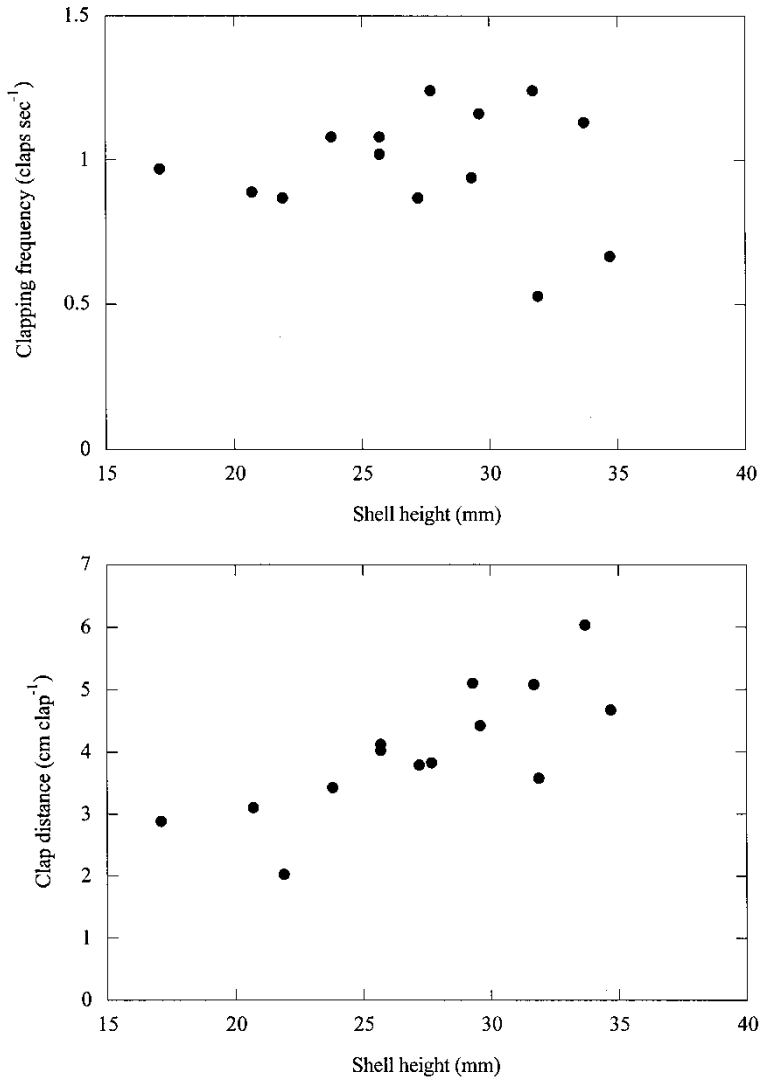 1.5
1
0.5
0
15 20 25 30 35 40
Clapping frequency (claps sec⁻¹)
Shell height (mm)
7
6
5
4
3
2
1
0
15 20 25 30 35 40
Clap distance (cm clap⁻¹)
Shell height (mm)